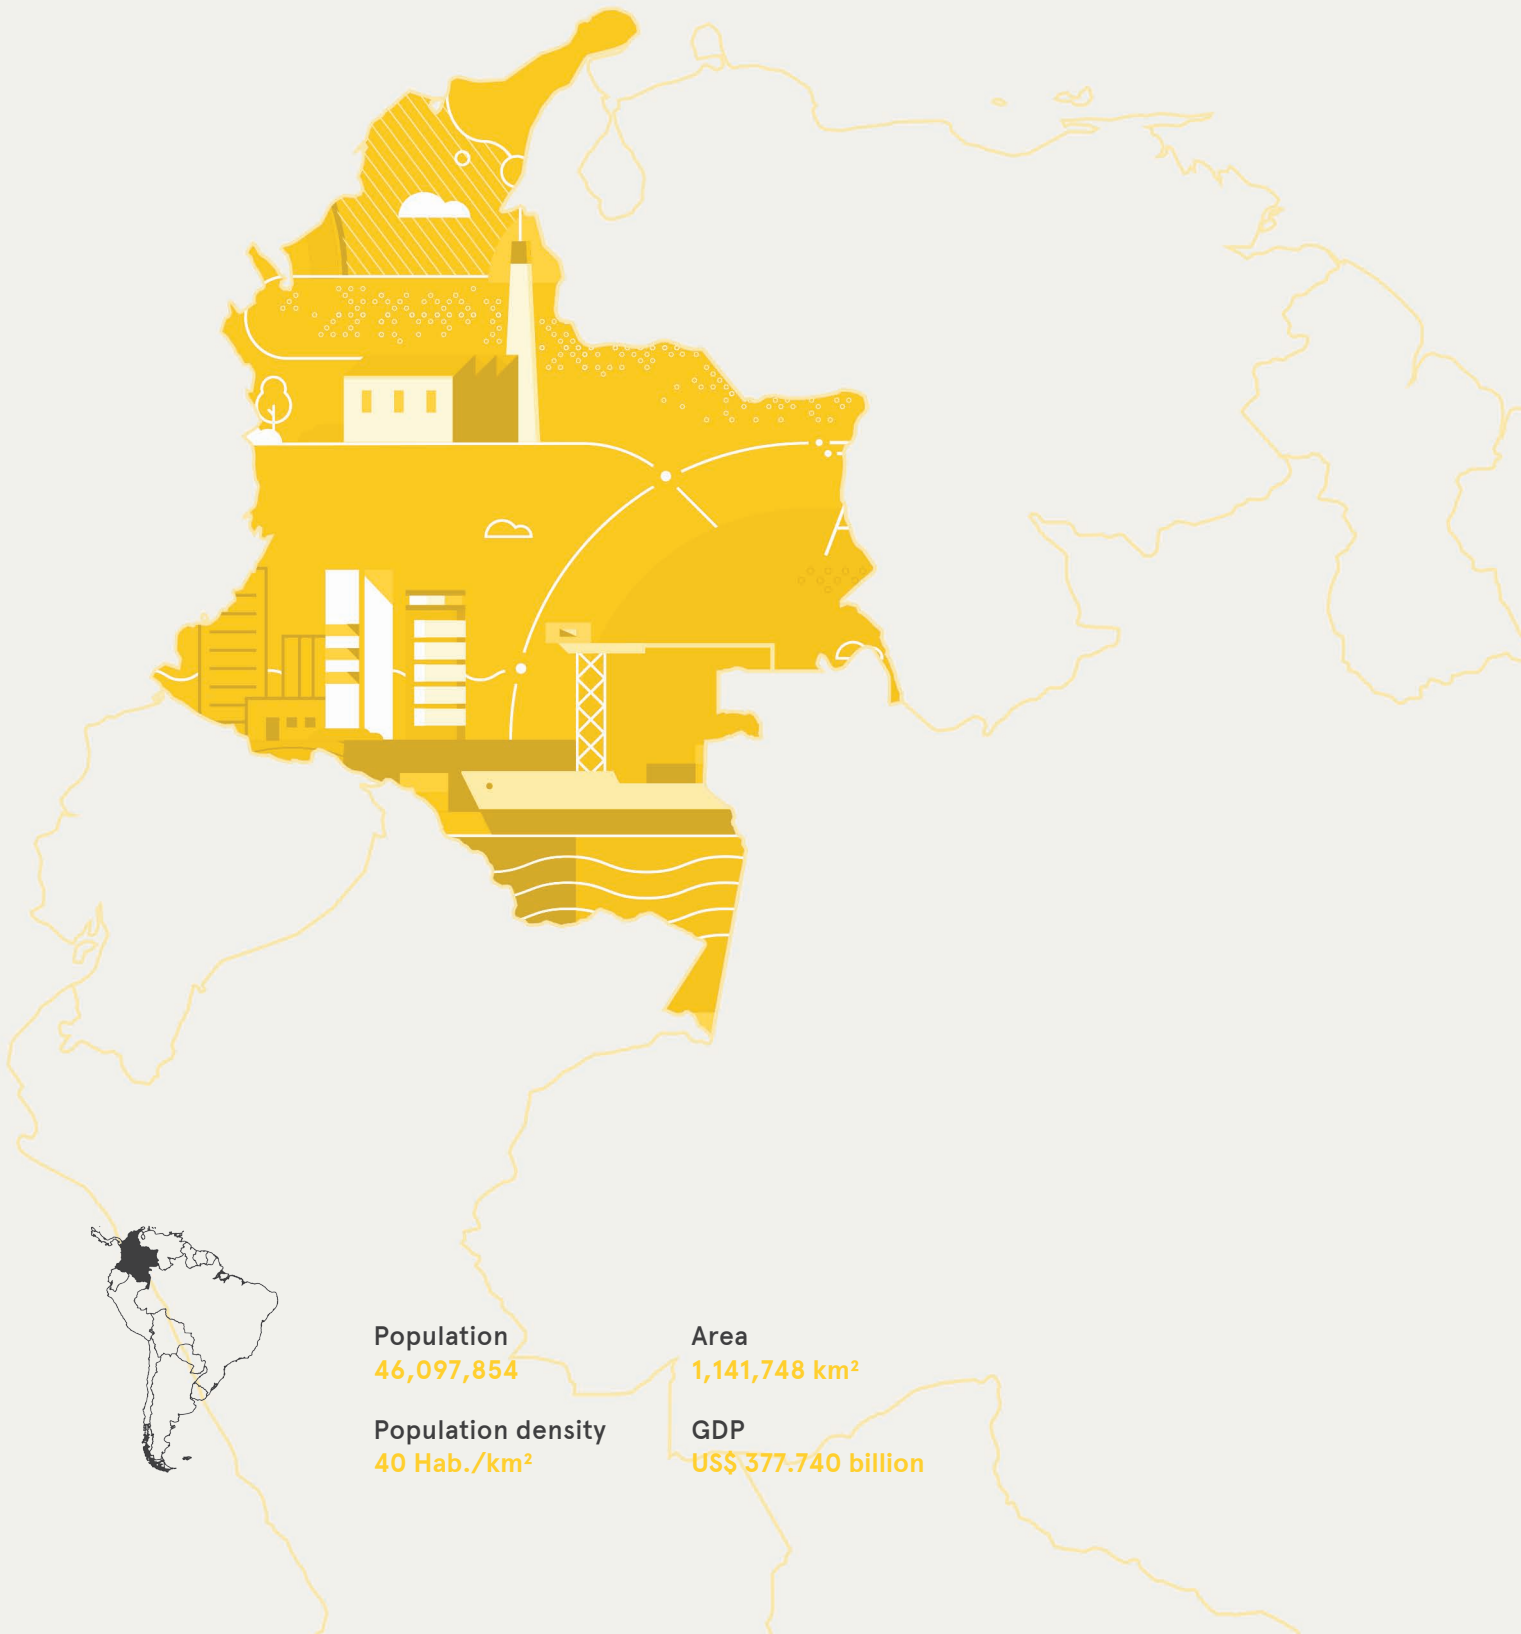 Population
46,097,854
Area
1,141,748 km²
Population density
40 Hab./km²
GDP
US$ 377.740 billion